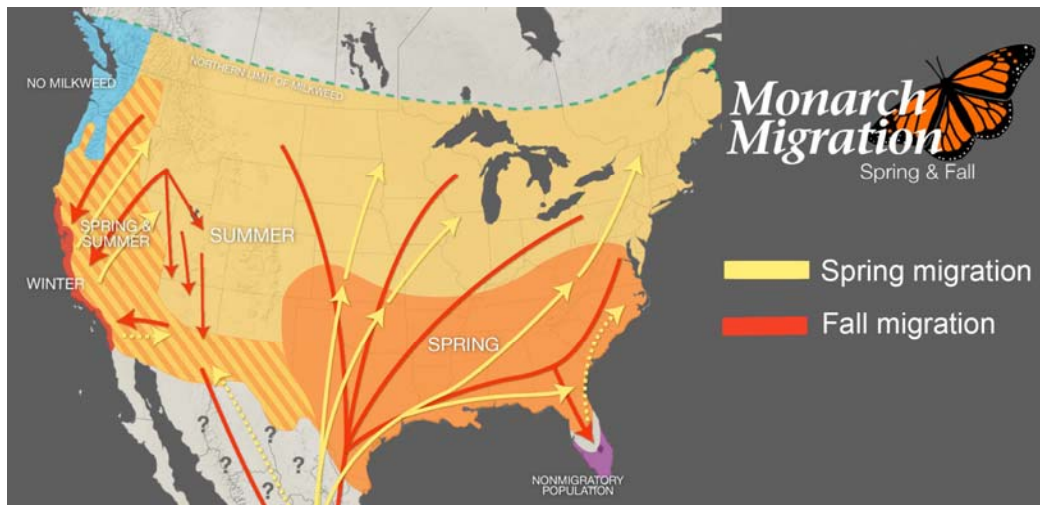 NO MILKWEED
NORTHERN LIMIT OF MILKWEED
Monarch
Migration
Spring & Fall
SPRING &
SUMMER
SUMMER
WINTER
SPRING
Spring migration
Fall migration
?
?
?
?
?
?
NONMIGRATORY
POPULATION